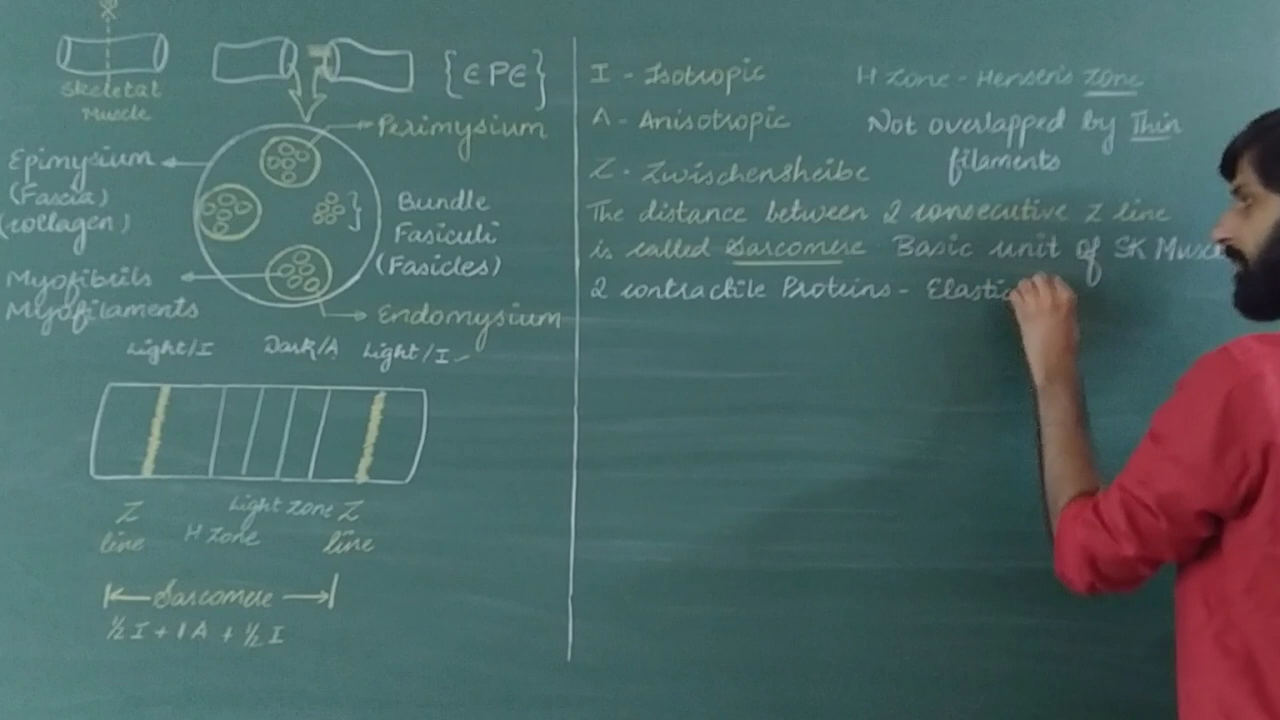 Skeletal
Muscle
{EPE}
Perimysium
Epimysium
(Fascia)
(collagen)
Bundle
Fasiculi
(Fasicles)
Myofibrils
Myofilaments
Endomysium
Light/I
Dark/A
Light/I
Z
line
H Zone
Light zone
Z
line
Sarcomere
½ I + 1 A + ½ I
I - Isotropic
A - Anisotropic
Z - Zwischensheibe
H Zone - Hensen's zone
Not overlapped by Thin
filaments
The distance between 2 consecutive Z line
is called Sarcomere Basic unit of SK Muscl
2 contractile Proteins - Elastic